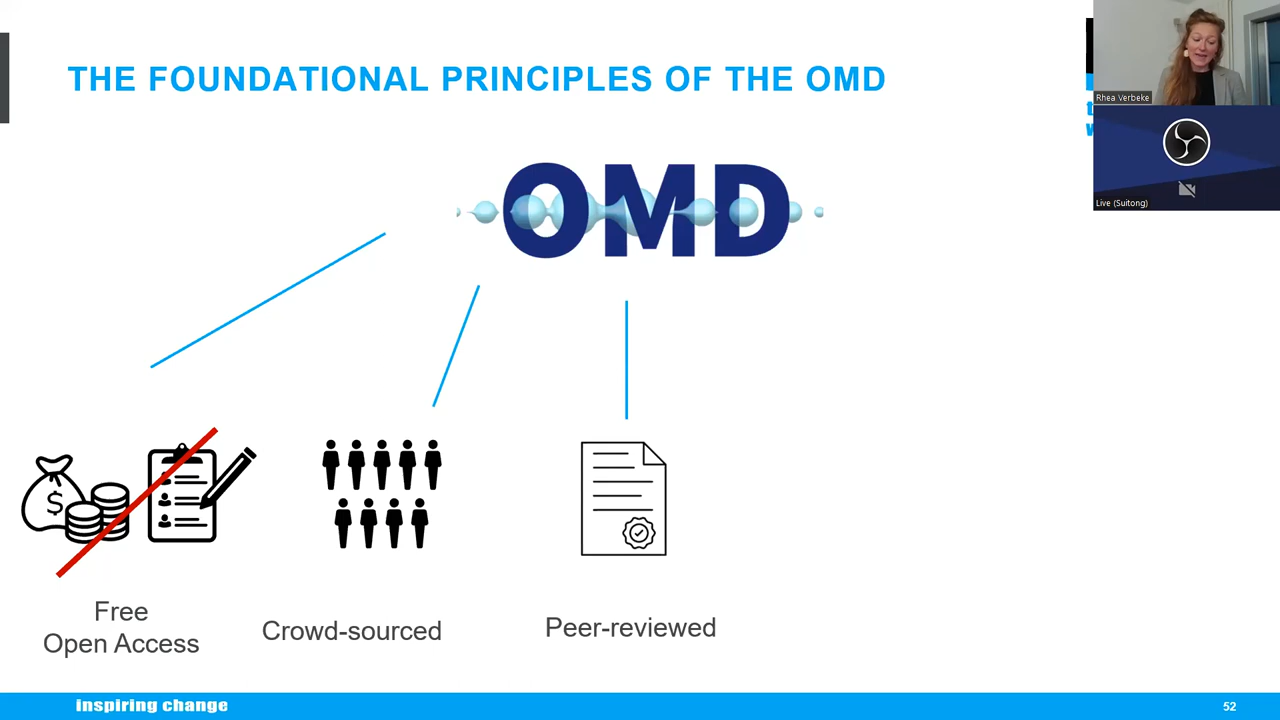 THE FOUNDATIONAL PRINCIPLES OF THE OMD
Rhea Verbeke
Live (Suitong)
OMD
$
Free
Open Access
Crowd-sourced
Peer-reviewed
inspiring change
52